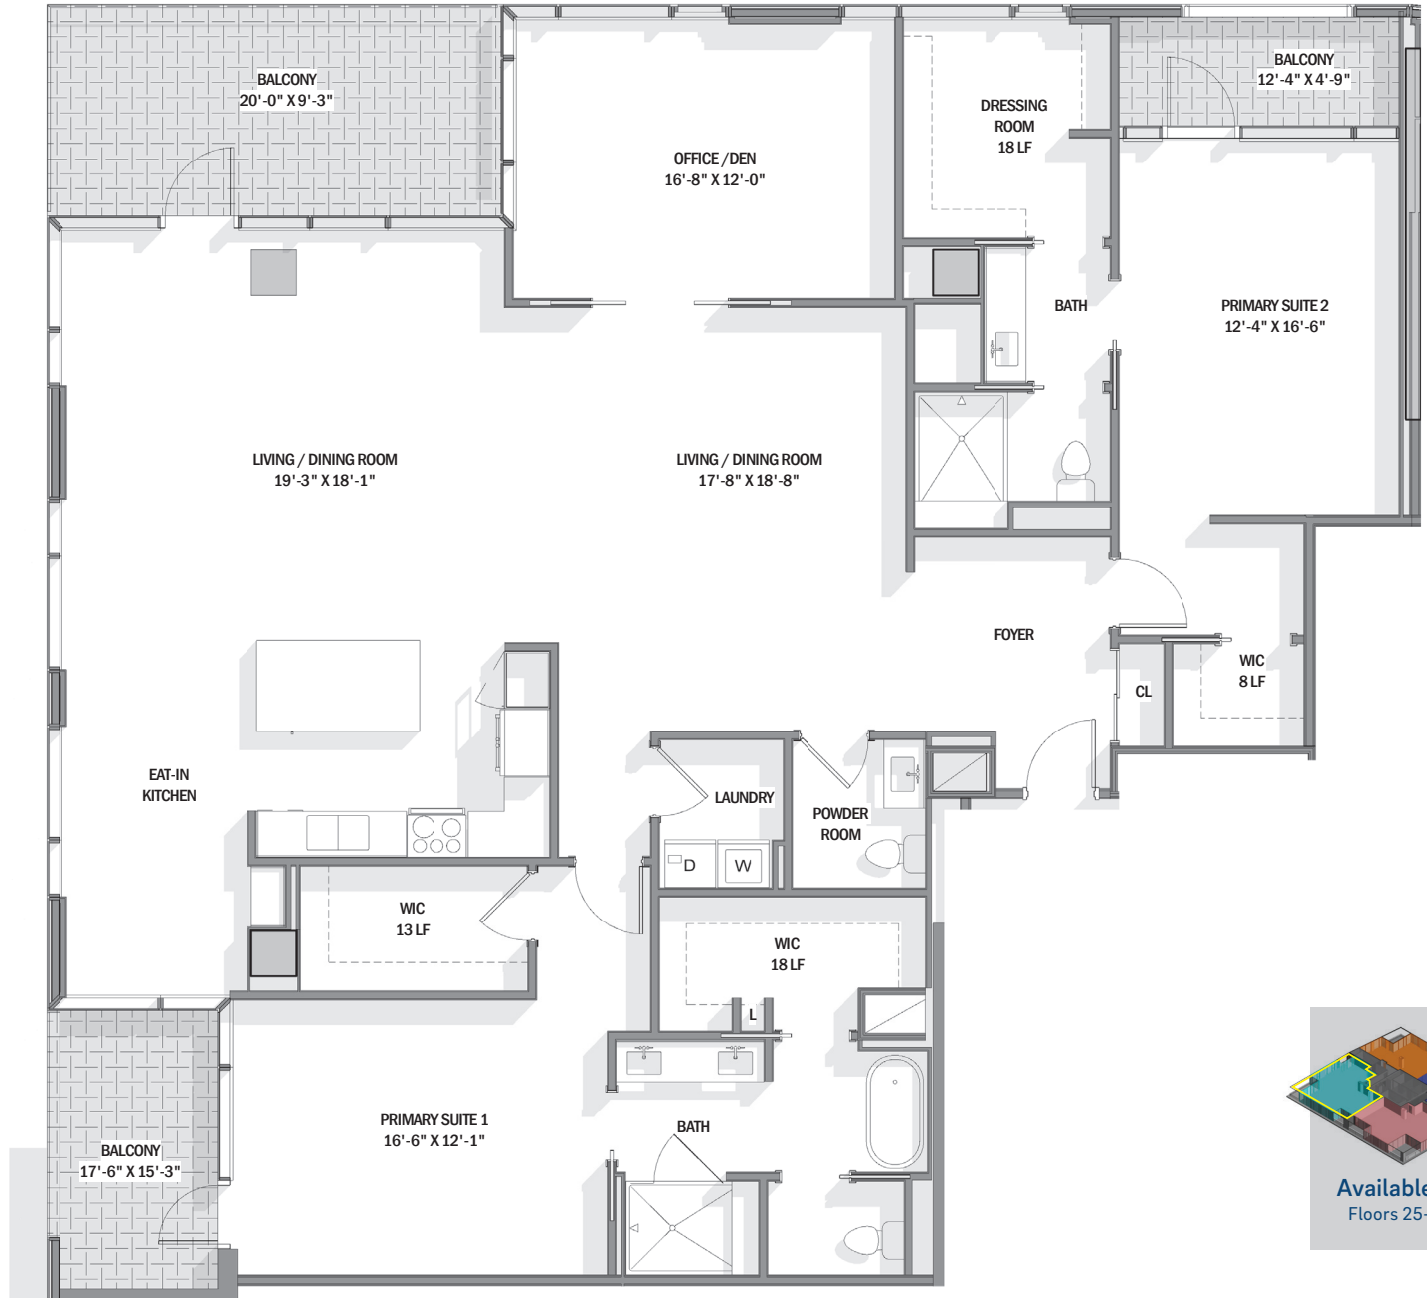 BALCONY
20'-0" X 9'-3"
OFFICE / DEN
16'-8" X 12'-0"
DRESSING
ROOM
18 LF
BALCONY
12'-4" X 4'-9"
BATH
PRIMARY SUITE 2
12'-4" X 16'-6"
LIVING / DINING ROOM
19'-3" X 18'-1"
LIVING / DINING ROOM
17'-8" X 18'-8"
FOYER
WIC
8 LF
CL
EAT-IN
KITCHEN
LAUNDRY
POWDER
ROOM
D
W
WIC
13 LF
WIC
18 LF
L
PRIMARY SUITE 1
16'-6" X 12'-1"
BATH
BALCONY
17'-6" X 15'-3"
Available
Floors 25-